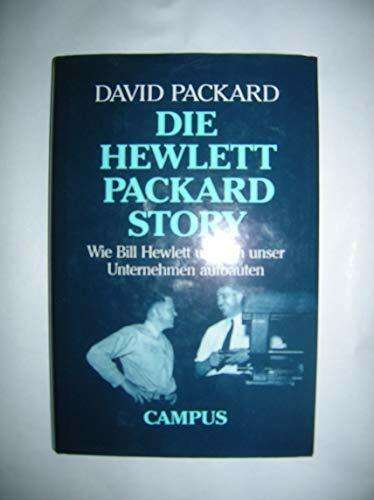 DAVID PACKARD
DIE
HEWLETT
PACKARD
STORY
Wie Bill Hewlett unser
Unternehmen aufbauten
CAMPUS